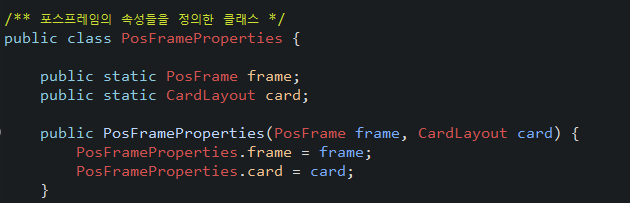 /** 포스프레임의 속성들을 정의한 클래스 */
public class PosFrameProperties {
public static PosFrame frame;
public static CardLayout card;
public PosFrameProperties(PosFrame frame, CardLayout card) {
PosFrameProperties.frame = frame;
PosFrameProperties.card = card;
}